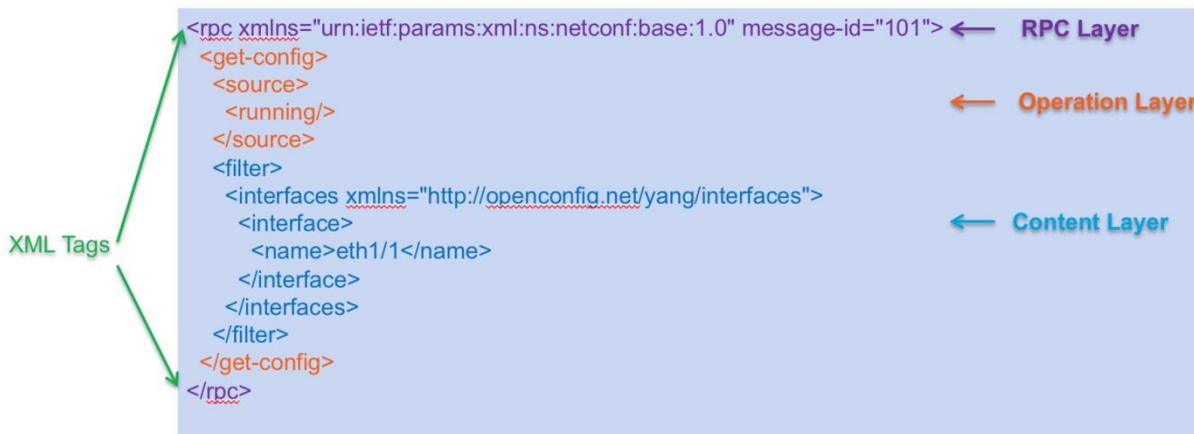 <rpc xmlns="urn:ietf:params:xml:ns:netconf:base:1.0" message-id="101"> RPC Layer
<get-config>
<source>
<running/> Operation Layer
</source>
<filter>
<interfaces xmlns="http://openconfig.net/yang/interfaces">
<interface> Content Layer
<name>eth1/1</name>
XML Tags
</interface>
</interfaces>
</filter>
</get-config>
</rpc>